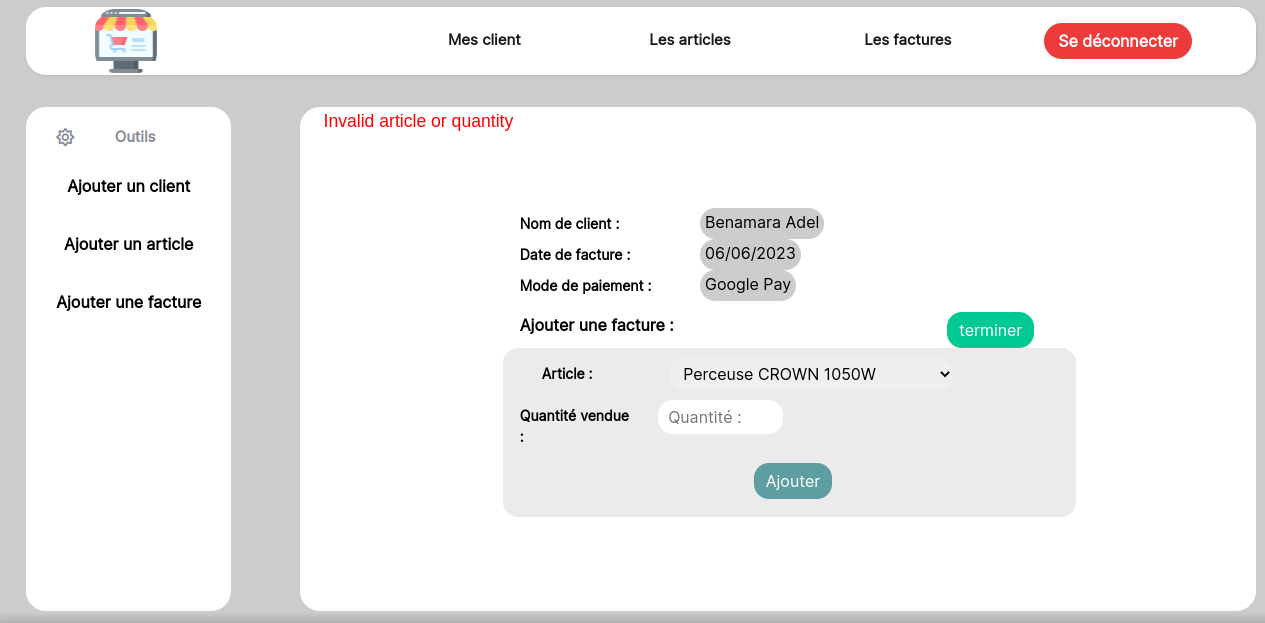 Mes client
Les articles
Les factures
Se déconnecter
Outils
Ajouter un client
Ajouter un article
Ajouter une facture
Invalid article or quantity
Nom de client : Benamara Adel
Date de facture : 06/06/2023
Mode de paiement : Google Pay
Ajouter une facture :
terminer
Article : Perceuse CROWN 1050W
Quantité vendue
:
Quantité :
Ajouter